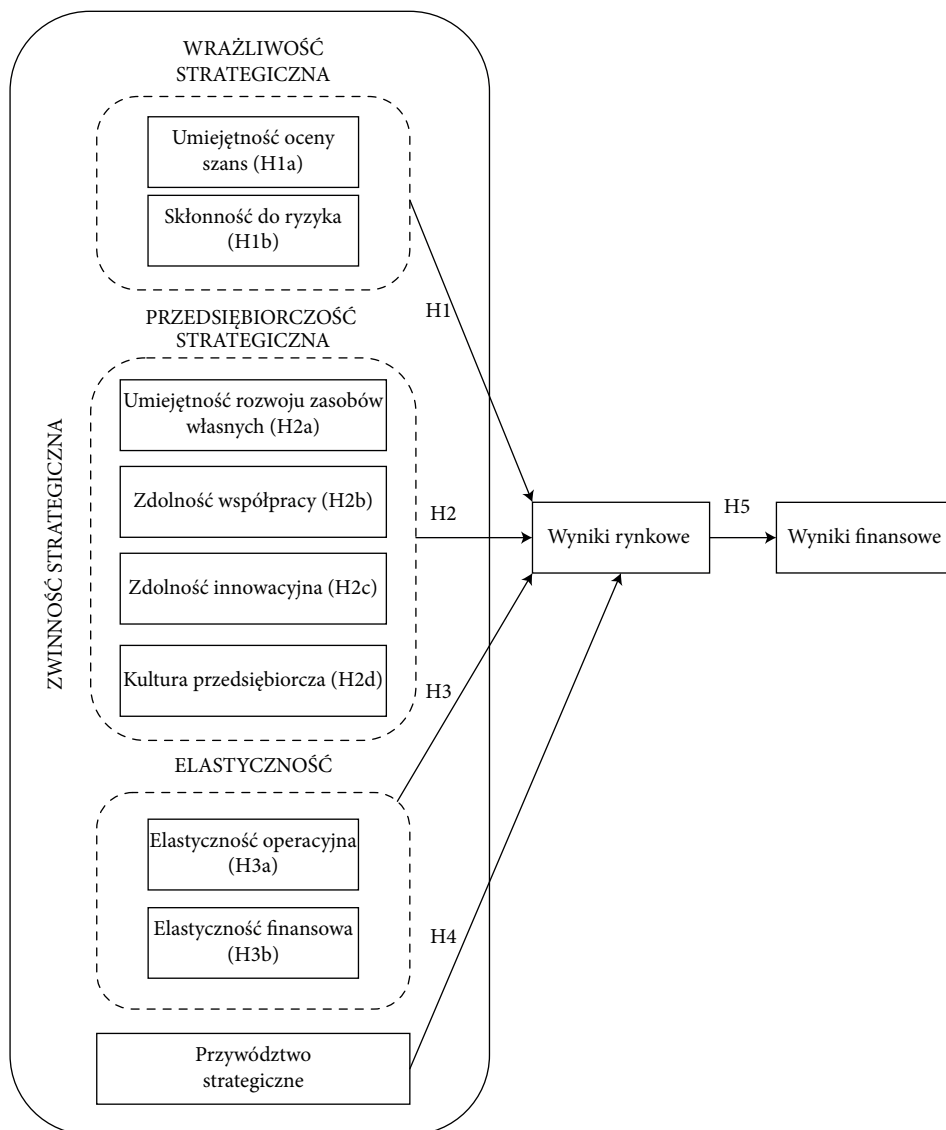 WRAŻLIWOŚĆ
STRATEGICZNA
Umiejętność oceny
szans (H1a)
Skłonność do ryzyka
(H1b)
H1
PRZEDSIĘBIORCZOŚĆ
STRATEGICZNA
ZWINNOŚĆ STRATEGICZNA
Umiejętność rozwoju zasobów
własnych (H2a)
Zdolność współpracy (H2b)
Zdolność innowacyjna (H2c)
Kultura przedsiębiorcza (H2d)
H2
Wyniki rynkowe
H5
Wyniki finansowe
H3
ELASTYCZNOŚĆ
Elastyczność operacyjna
(H3a)
Elastyczność finansowa
(H3b)
H4
Przywództwo
strategiczne